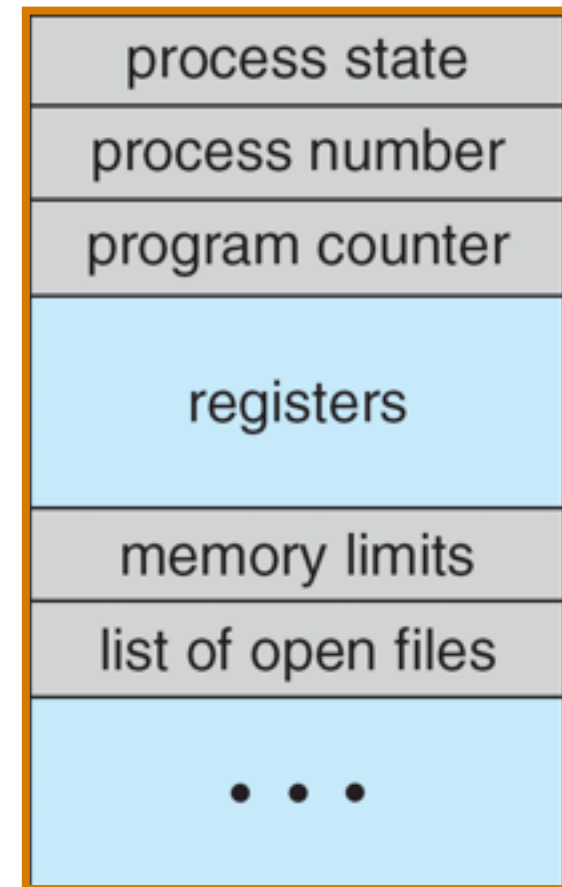 process state
process number
program counter
registers
memory limits
list of open files
• • •